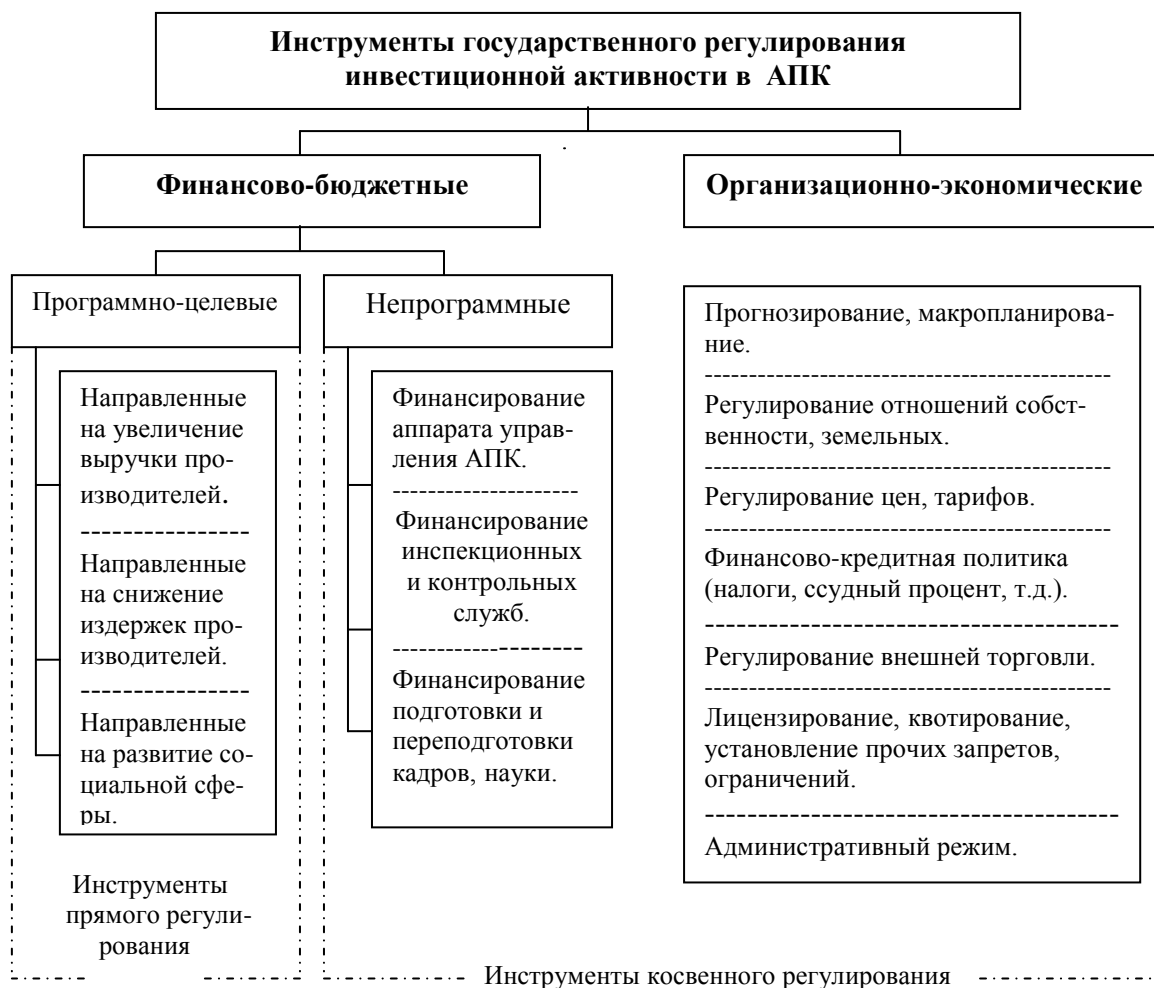 Инструменты государственного регулирования
инвестиционной активности в АПК
Финансово-бюджетные
Организационно-экономические
Программно-целевые
Непрограммные
Направленные
на увеличение
выручки про-
изводителей.
Направленные
на снижение
издержек про-
изводителей.
Направленные
на развитие со-
циальной сфе-
ры.
Финансирование
аппарата управ-
ления АПК.
Финансирование
инспекционных
и контрольных
служб.
Финансирование
подготовки и
переподготовки
кадров, науки.
Прогнозирование, макропланирова-
ние.
Регулирование отношений собст-
венности, земельных.
Регулирование цен, тарифов.
Финансово-кредитная политика
(налоги, ссудный процент, т.д.).
Регулирование внешней торговли.
Лицензирование, квотирование,
установление прочих запретов,
ограничений.
Административный режим.
Инструменты
прямого регули-
рования
Инструменты косвенного регулирования